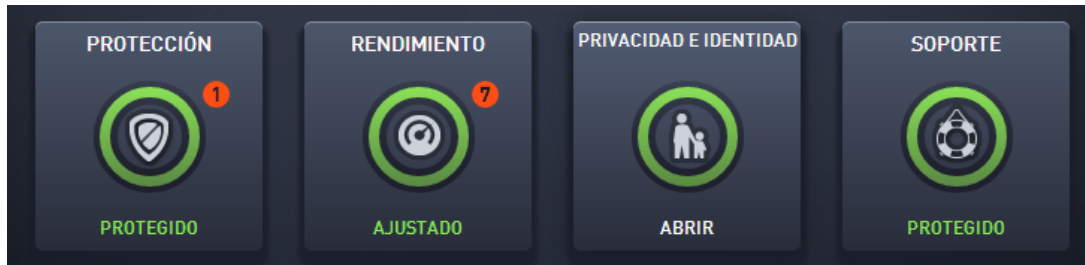 PROTECCIÓN
RENDIMIENTO
PRIVACIDAD E IDENTIDAD
SOPORTE
1
7
PROTEGIDO
AJUSTADO
ABRIR
PROTEGIDO